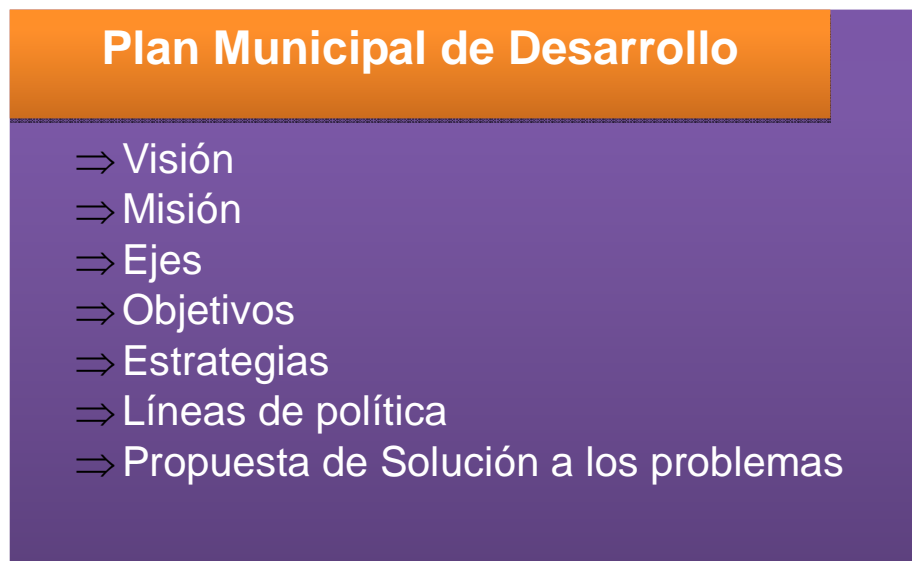 Plan Municipal de Desarrollo
⇒ Visión
⇒ Misión
⇒ Ejes
⇒ Objetivos
⇒ Estrategias
⇒ Líneas de política
⇒ Propuesta de Solución a los problemas